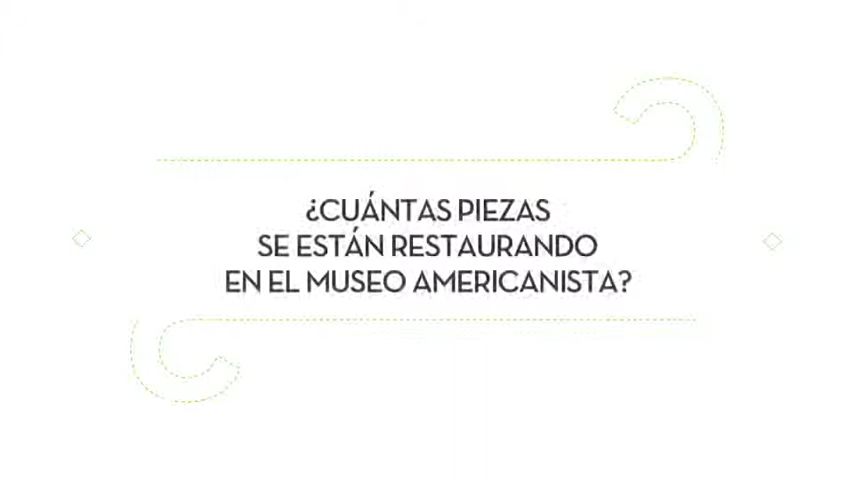 ¿CUÁNTAS PIEZAS
SE ESTÁN RESTAURANDO
EN EL MUSEO AMERICANISTA?